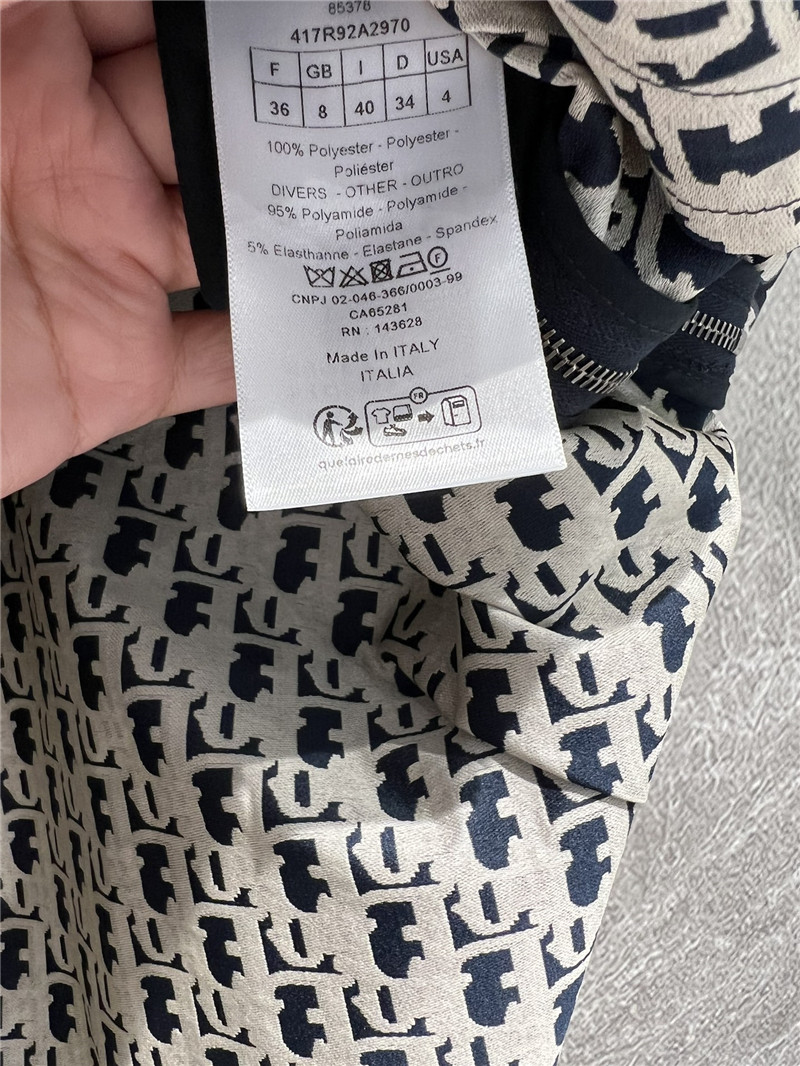 85378
417R92A2970
F GB I D USA
36 8 40 34 4
100% Polyester - Polyester -
Poliéster
DIVERS - OTHER - OUTRO
95% Polyamide - Polyamide -
Poliamida
5% Elasthanne - Elastane - Spandex
F
CNPJ 02-046-366/0003-99
CA65281
RN : 143628
Made In ITALY
ITALIA
FR
quefairedemesdechets.fr